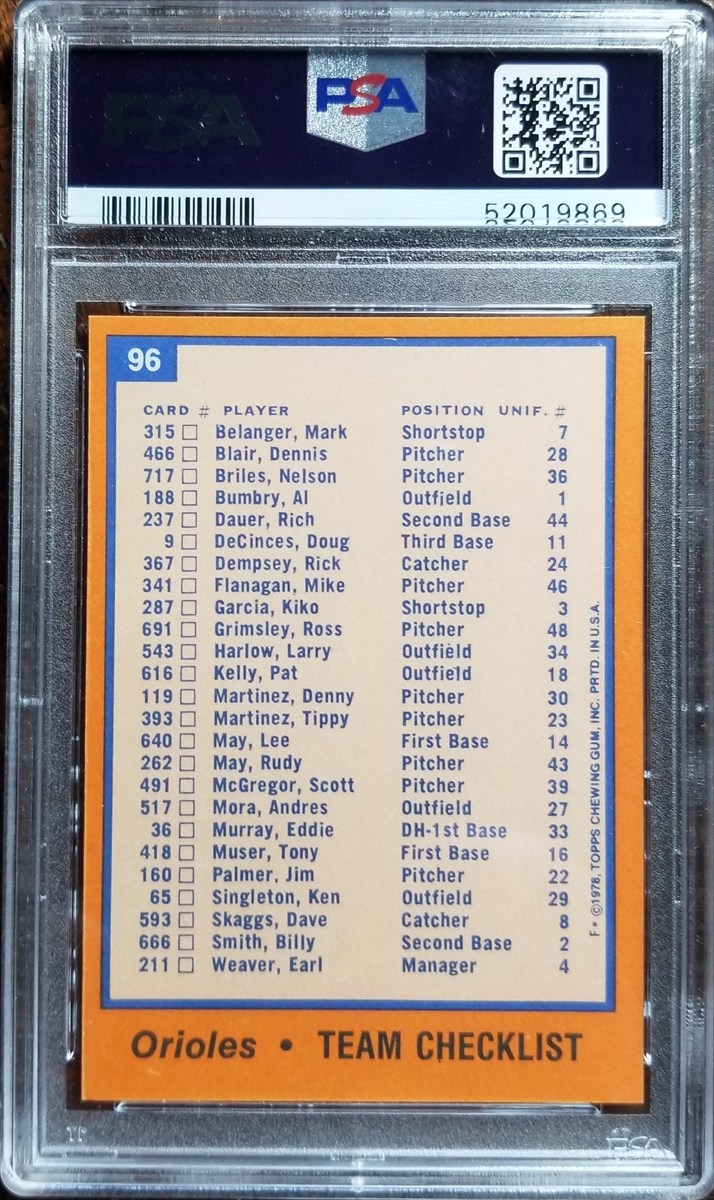 PSA
PSA
52019869
96
CARD # PLAYER POSITION UNIF. #
315 Belanger, Mark Shortstop 7
466 Blair, Dennis Pitcher 28
717 Briles, Nelson Pitcher 36
188 Bumbry, Al Outfield 1
237 Dauer, Rich Second Base 44
9 DeCinces, Doug Third Base 11
367 Dempsey, Rick Catcher 24
341 Flanagan, Mike Pitcher 46
287 Garcia, Kiko Shortstop 3
691 Grimsley, Ross Pitcher 48
543 Harlow, Larry Outfield 34
616 Kelly, Pat Outfield 18
119 Martinez, Denny Pitcher 30
393 Martinez, Tippy Pitcher 23
640 May, Lee First Base 14
262 May, Rudy Pitcher 43
491 McGregor, Scott Pitcher 39
517 Mora, Andres Outfield 27
36 Murray, Eddie DH-1st Base 33
418 Muser, Tony First Base 16
160 Palmer, Jim Pitcher 22
65 Singleton, Ken Outfield 29
593 Skaggs, Dave Catcher 8
666 Smith, Billy Second Base 2
211 Weaver, Earl Manager 4
F* ©1978, TOPPS CHEWING GUM, INC. PRTD. IN U.S.A.
Orioles • TEAM CHECKLIST
PSA